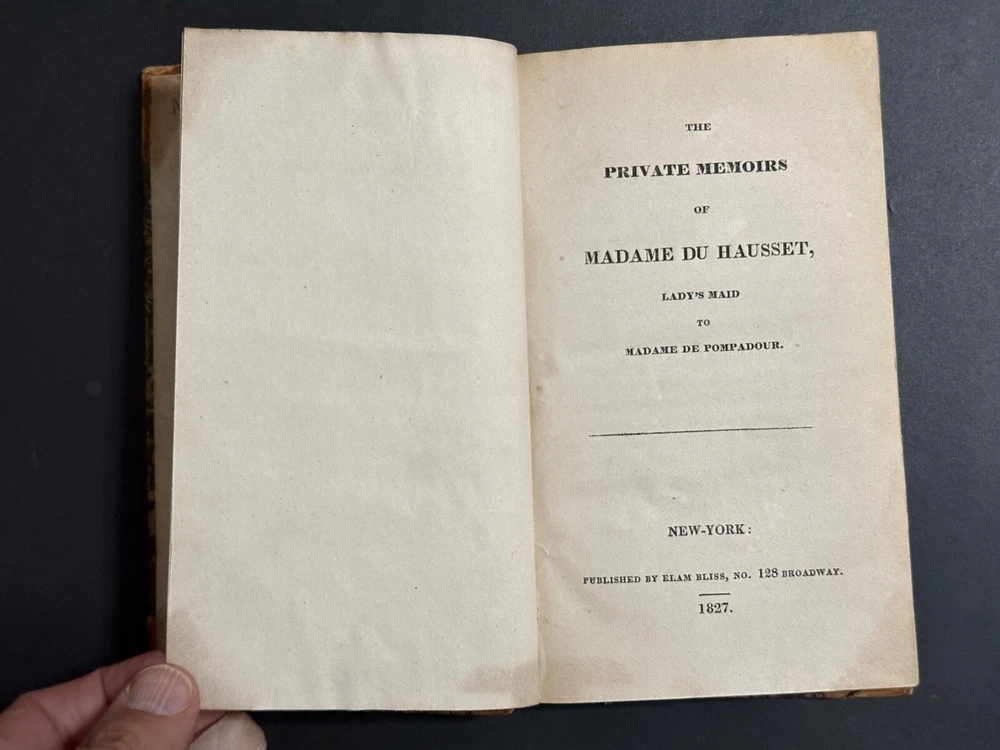 THE
PRIVATE MEMOIRS
OF
MADAME DU HAUSSET,
LADY'S MAID
TO
MADAME DE POMPADOUR.
NEW-YORK:
PUBLISHED BY ELAM BLISS, NO. 128 BROADWAY.
1827.